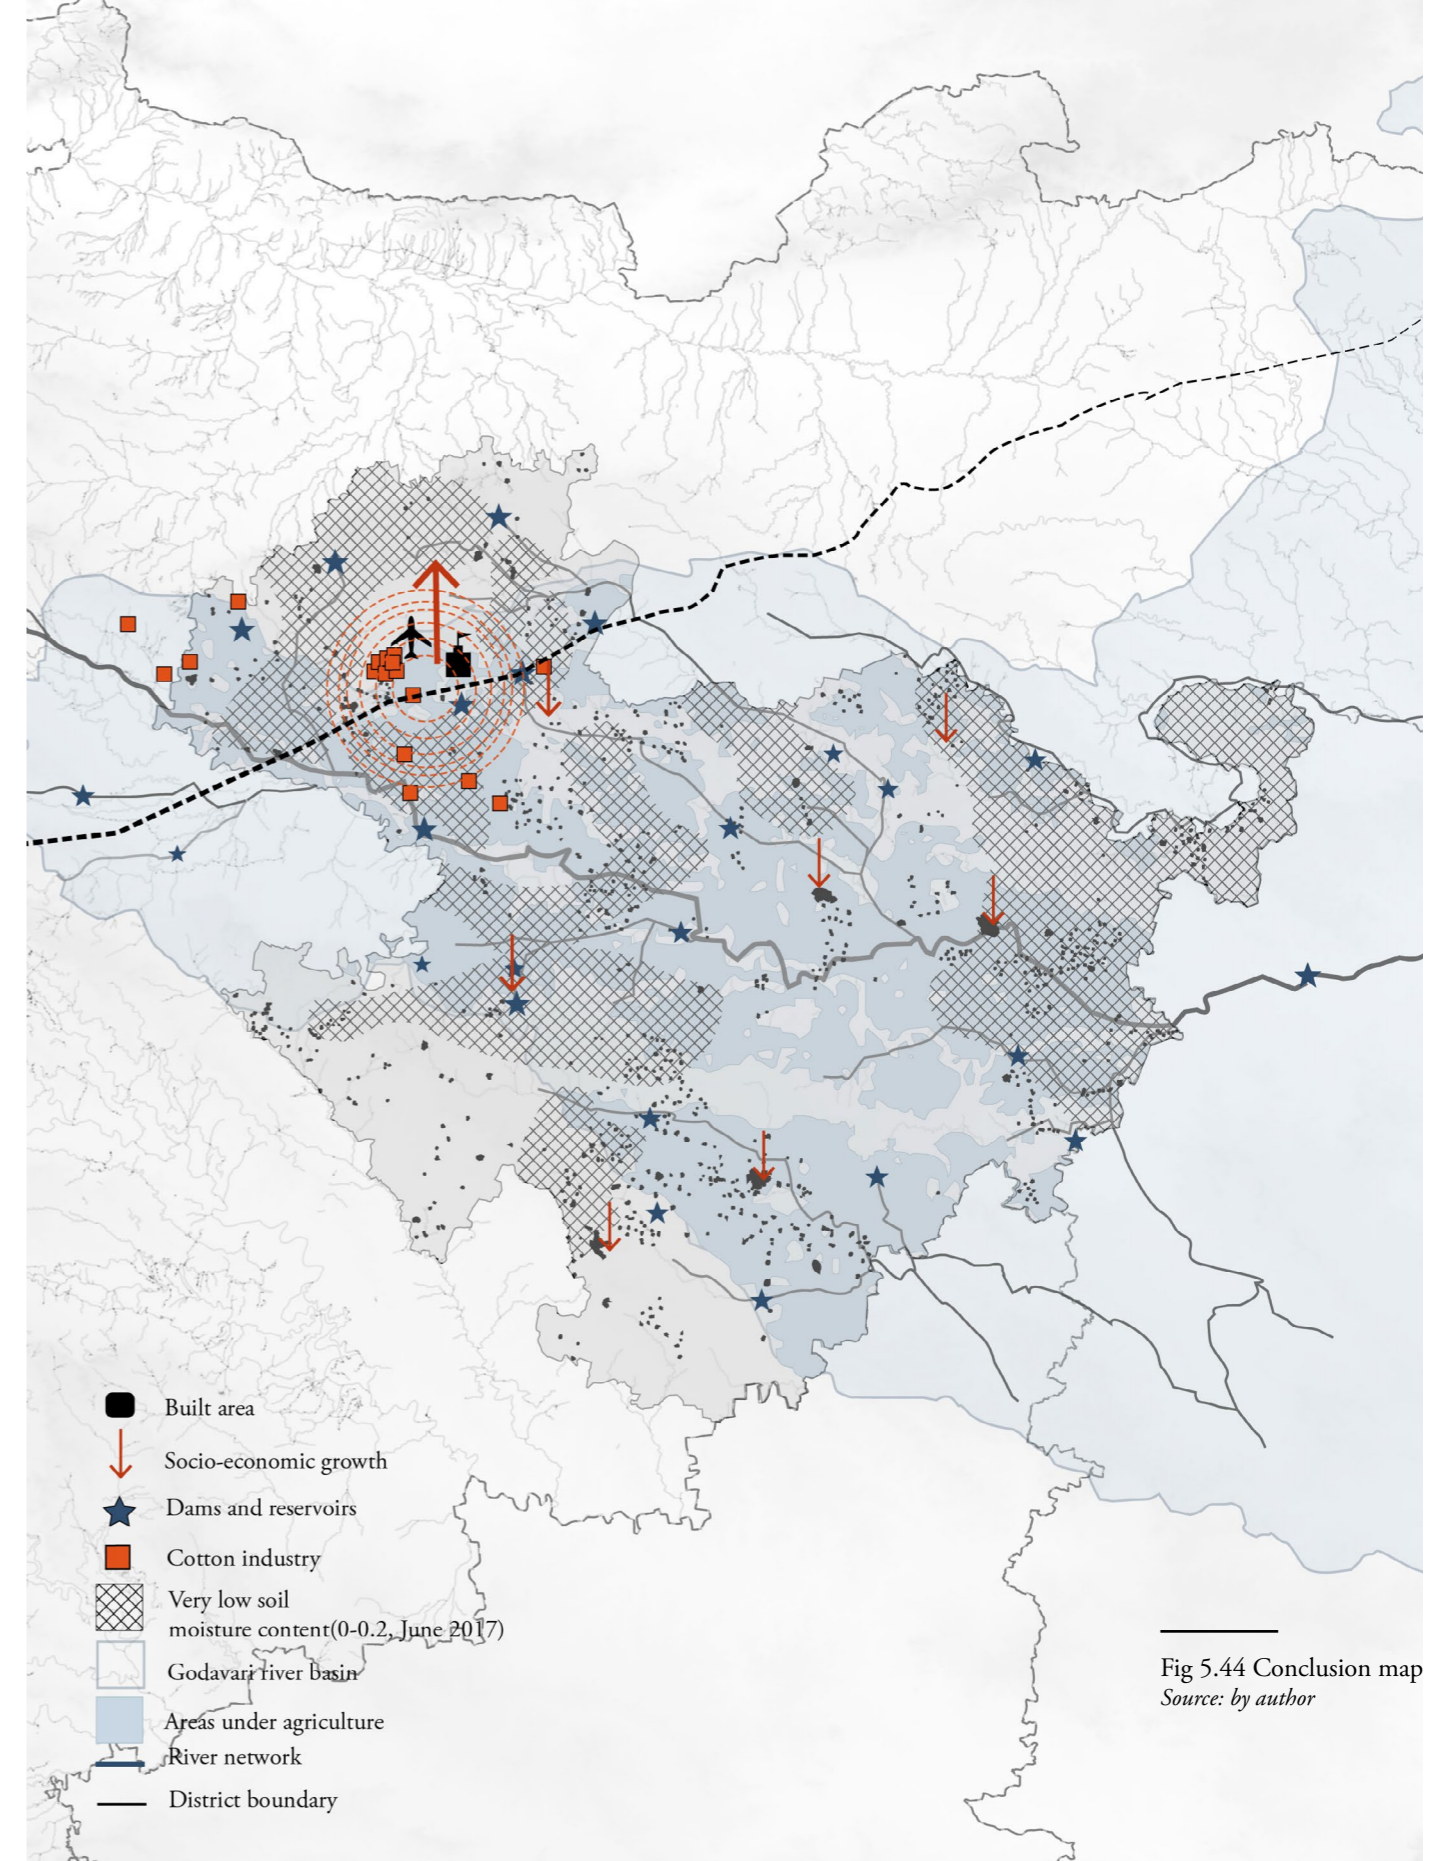 Built area
Socio-economic growth
Dams and reservoirs
Cotton industry
Very low soil
moisture content(0-0.2, June 2017)
Godavari river basin
Areas under agriculture
River network
District boundary
Fig 5.44 Conclusion map
Source: by author